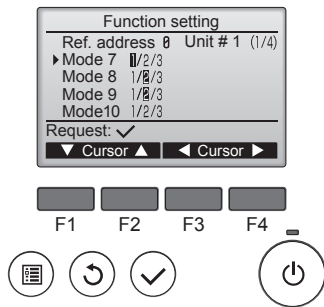 Function setting
Ref. address 0 Unit # 1 (1/4)
Mode 7 1/2/3
Mode 8 1/2/3
Mode 9 1/2/3
Mode10 1/2/3
Request: ✓
▼ Cursor ▲ ◀ Cursor ▶
F1 F2 F3 F4